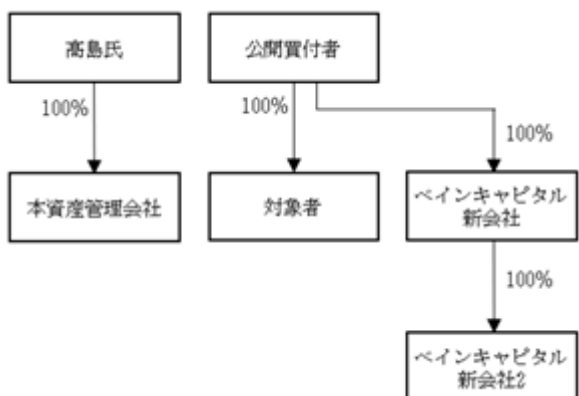 髙島氏
公開買付者
100%
100%
100%
本資産管理会社
対象者
ベインキャピタル
新会社
100%
ベインキャピタル
新会社2